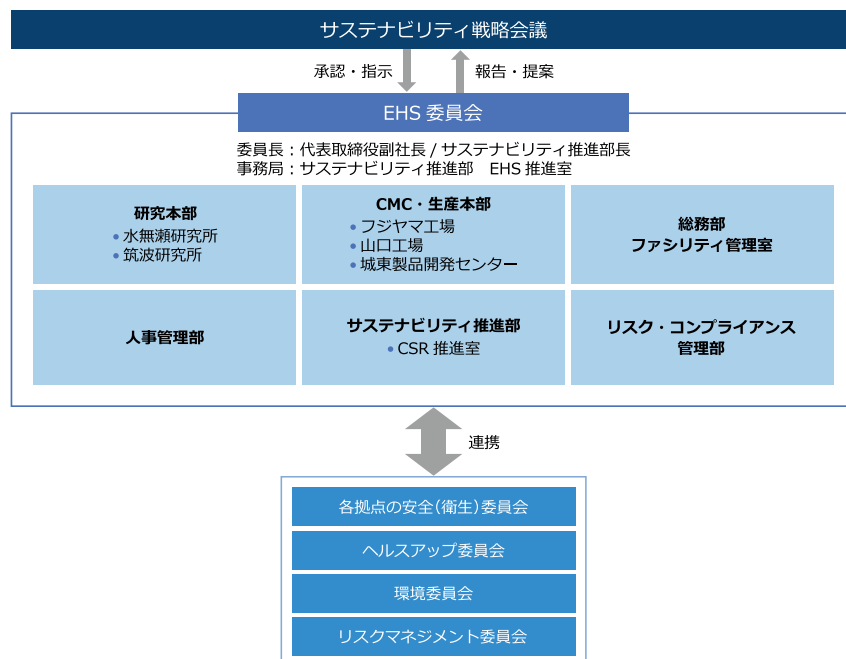 サステナビリティ戦略会議
承認・指示
報告・提案
EHS 委員会
委員長：代表取締役副社長 / サステナビリティ推進部長
事務局：サステナビリティ推進部　EHS 推進室
研究本部
• 水無瀬研究所
• 筑波研究所
CMC・生産本部
• フジヤマ工場
• 山口工場
• 城東製品開発センター
総務部
ファシリティ管理室
人事管理部
サステナビリティ推進部
• CSR 推進室
リスク・コンプライアンス
管理部
連携
各拠点の安全（衛生）委員会
ヘルスアップ委員会
環境委員会
リスクマネジメント委員会